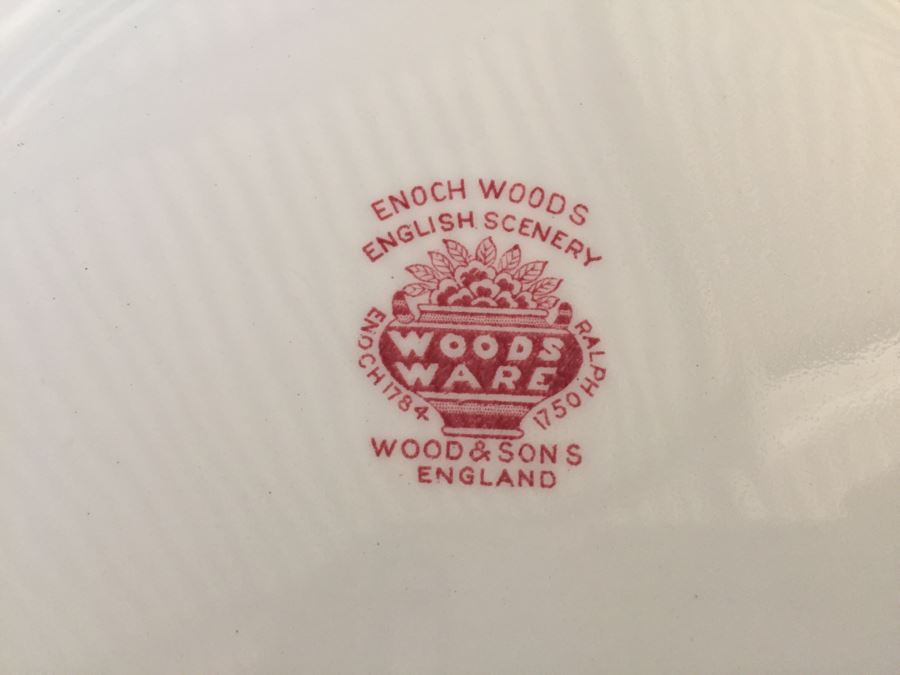 ENOCH WOODS
ENGLISH SCENERY
ENOCH 1784
RALPH 1750
WOODS
WARE
WOOD & SONS
ENGLAND